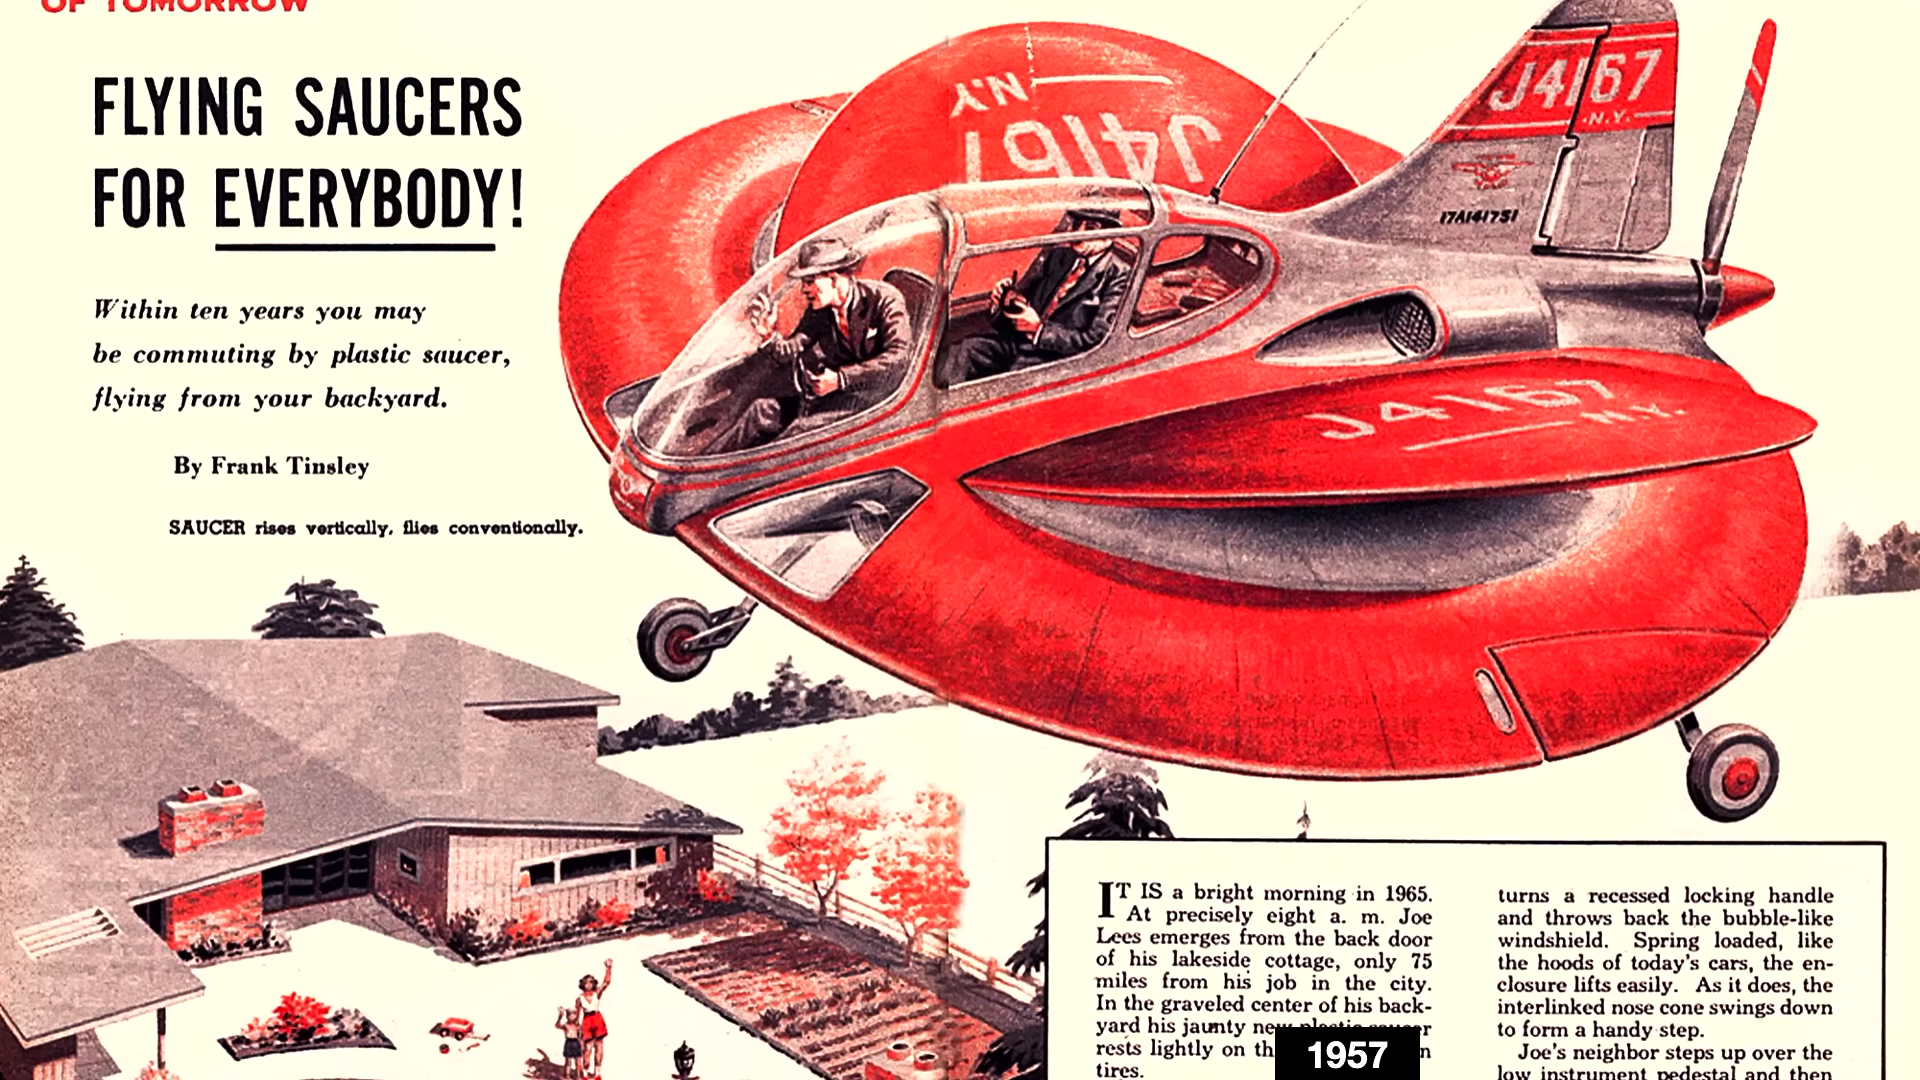 OF TOMORROW
FLYING SAUCERS
FOR EVERYBODY!
Within ten years you may
be commuting by plastic saucer,
flying from your backyard.
By Frank Tinsley
SAUCER rises vertically, flies conventionally.
J4167
N.Y.
J4167
-N.Y.-
17A141751
J4167
N.Y.
IT IS a bright morning in 1965.
At precisely eight a. m. Joe
Lees emerges from the back door
of his lakeside cottage, only 75
miles from his job in the city.
In the graveled center of his back-
yard his jaunty new plastic saucer
rests lightly on
tires.
turns a recessed locking handle
and throws back the bubble-like
windshield. Spring loaded, like
the hoods of today's cars, the en-
closure lifts easily. As it does, the
interlinked nose cone swings down
to form a handy step.
Joe's neighbor steps up over the
low instrument pedestal and then
1957